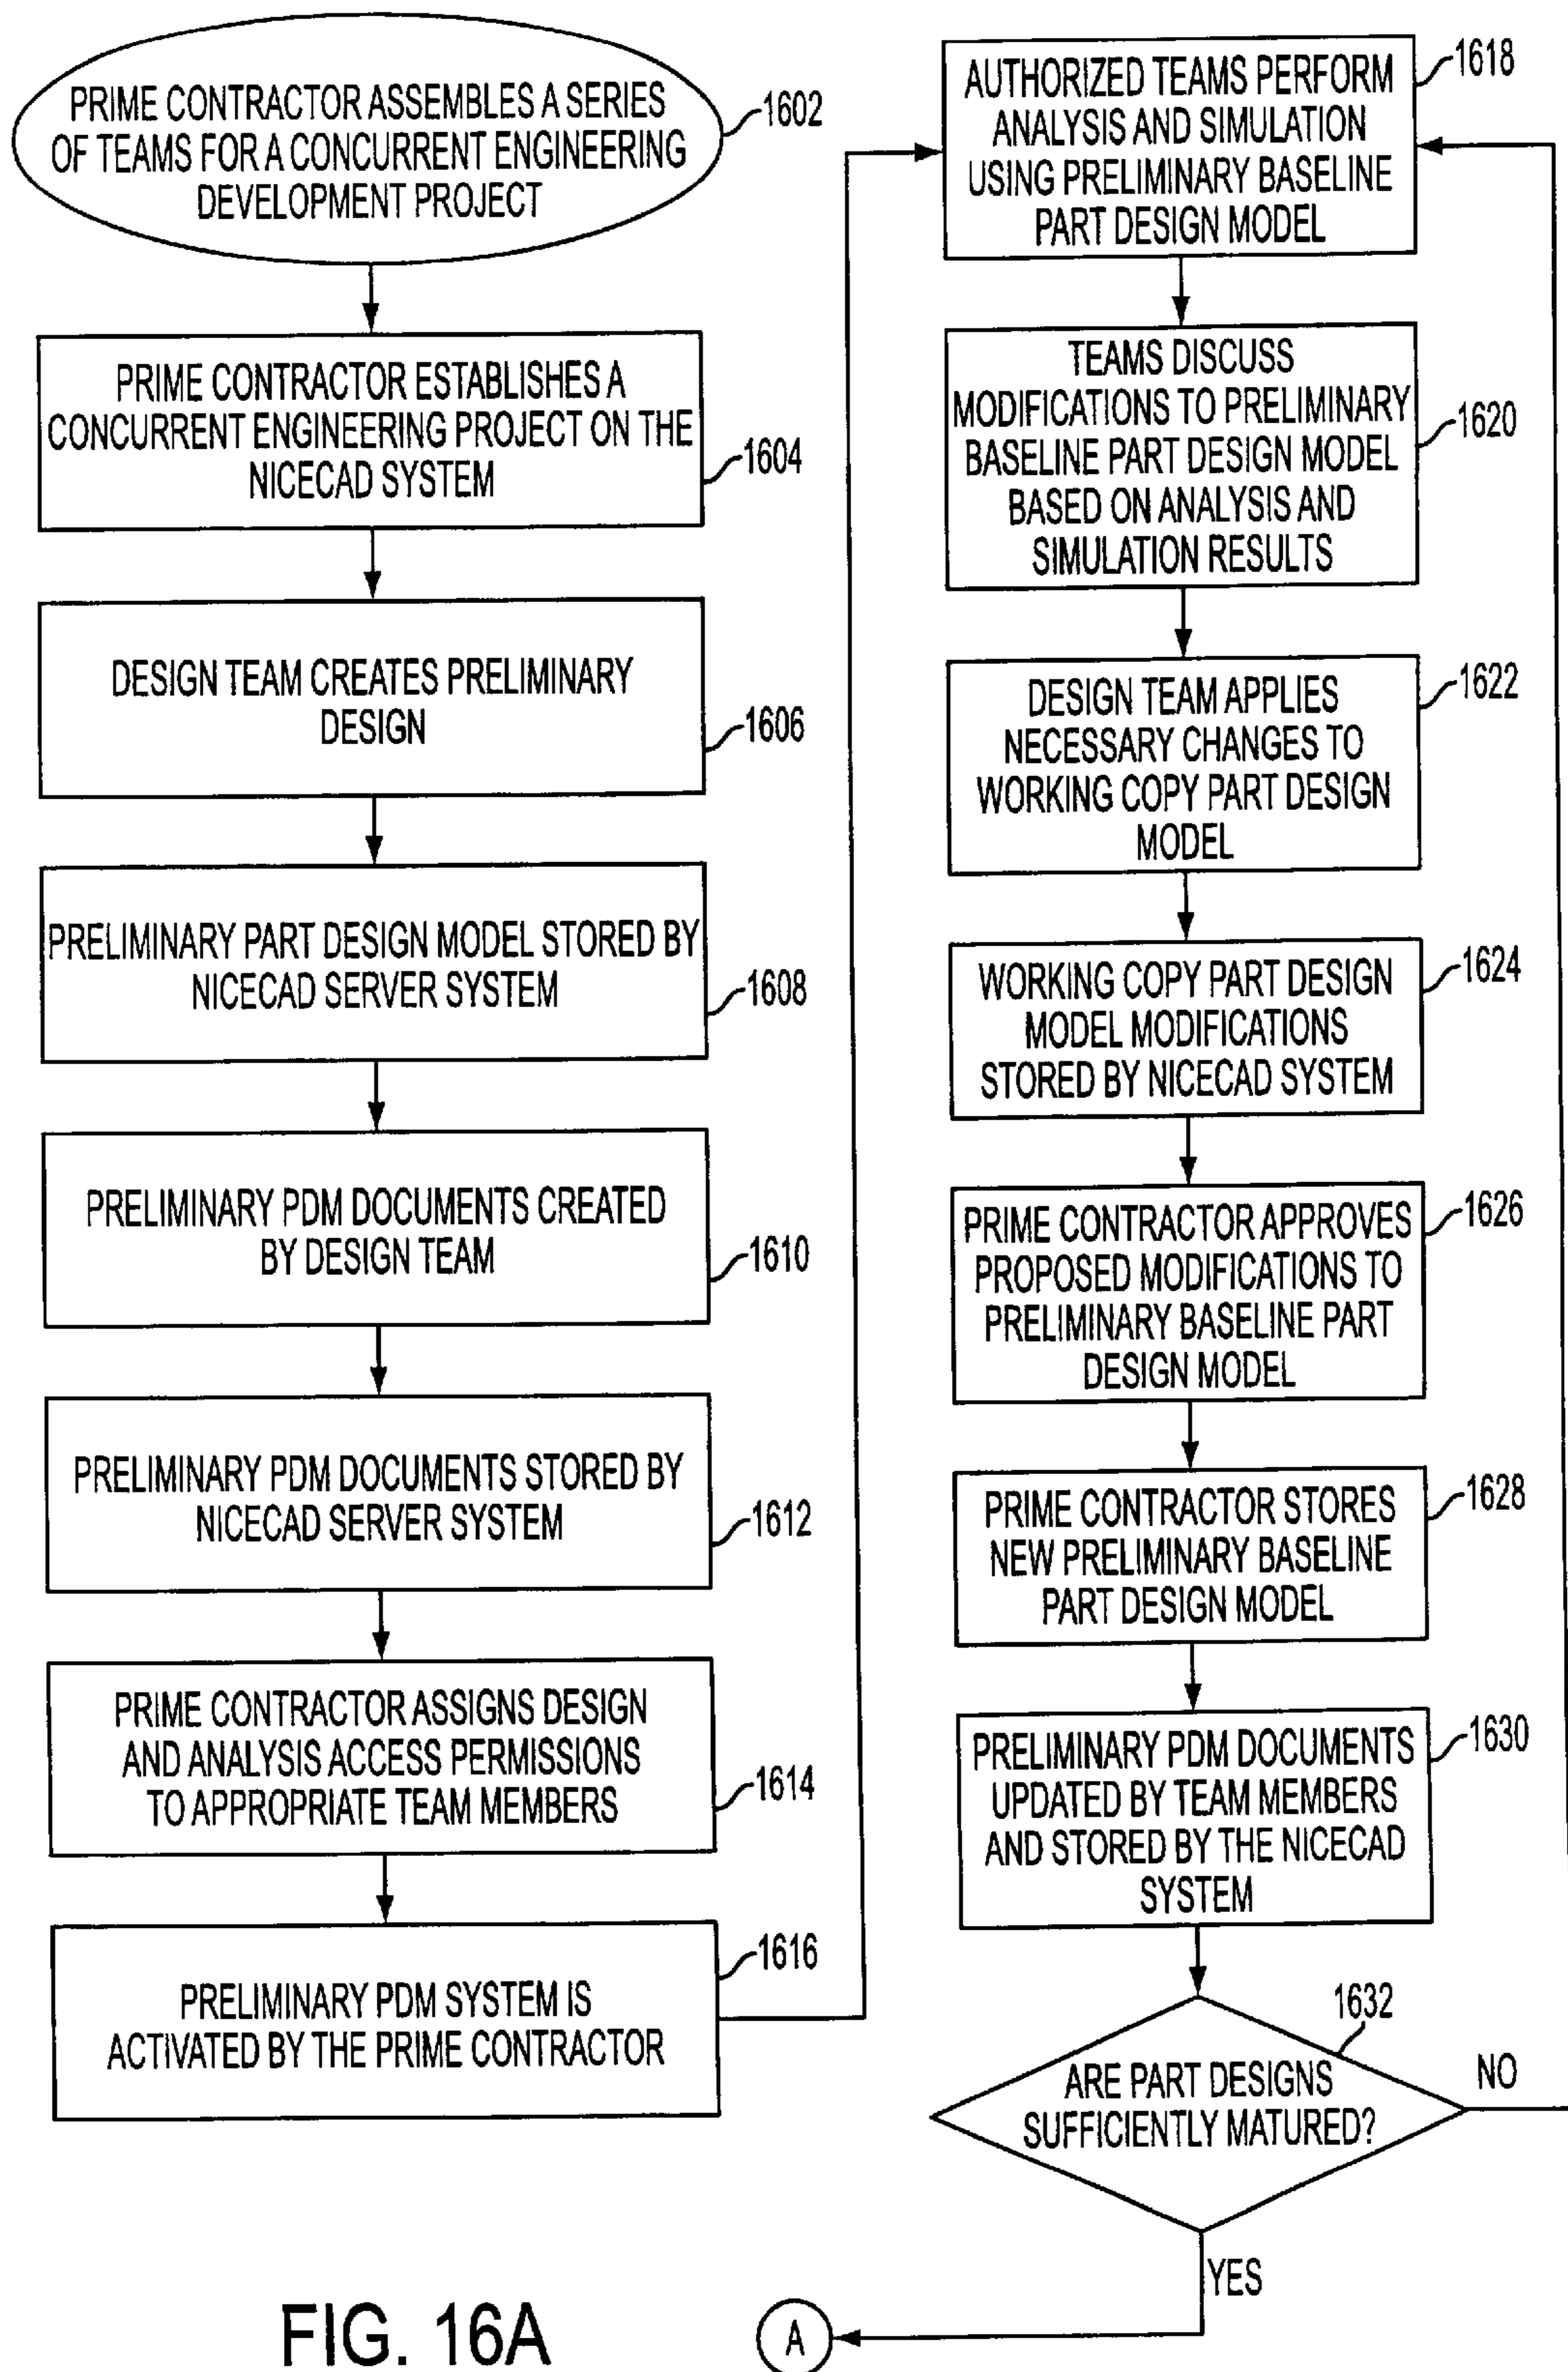 PRIME CONTRACTOR ASSEMBLES A SERIES
OF TEAMS FOR A CONCURRENT ENGINEERING
DEVELOPMENT PROJECT
1602
PRIME CONTRACTOR ESTABLISHES A
CONCURRENT ENGINEERING PROJECT ON THE
NICECAD SYSTEM
1604
DESIGN TEAM CREATES PRELIMINARY
DESIGN
1606
PRELIMINARY PART DESIGN MODEL STORED BY
NICECAD SERVER SYSTEM
1608
PRELIMINARY PDM DOCUMENTS CREATED
BY DESIGN TEAM
1610
PRELIMINARY PDM DOCUMENTS STORED BY
NICECAD SERVER SYSTEM
1612
PRIME CONTRACTOR ASSIGNS DESIGN
AND ANALYSIS ACCESS PERMISSIONS
TO APPROPRIATE TEAM MEMBERS
1614
PRELIMINARY PDM SYSTEM IS
ACTIVATED BY THE PRIME CONTRACTOR
1616
AUTHORIZED TEAMS PERFORM
ANALYSIS AND SIMULATION
USING PRELIMINARY BASELINE
PART DESIGN MODEL
1618
TEAMS DISCUSS
MODIFICATIONS TO PRELIMINARY
BASELINE PART DESIGN MODEL
BASED ON ANALYSIS AND
SIMULATION RESULTS
1620
DESIGN TEAM APPLIES
NECESSARY CHANGES TO
WORKING COPY PART DESIGN
MODEL
1622
WORKING COPY PART DESIGN
MODEL MODIFICATIONS
STORED BY NICECAD SYSTEM
1624
PRIME CONTRACTOR APPROVES
PROPOSED MODIFICATIONS TO
PRELIMINARY BASELINE PART
DESIGN MODEL
1626
PRIME CONTRACTOR STORES
NEW PRELIMINARY BASELINE
PART DESIGN MODEL
1628
PRELIMINARY PDM DOCUMENTS
UPDATED BY TEAM MEMBERS
AND STORED BY THE NICECAD
SYSTEM
1630
1632
ARE PART DESIGNS
SUFFICIENTLY MATURED?
NO
YES
A
FIG. 16A